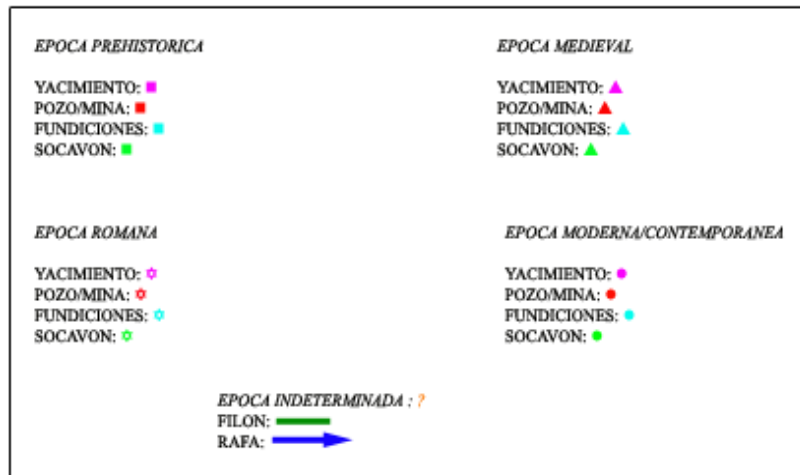 EPOCA PREHISTORICA
YACIMIENTO:
POZO/MINA:
FUNDICIONES:
SOCAVON:
EPOCA MEDIEVAL
YACIMIENTO:
POZO/MINA:
FUNDICIONES:
SOCAVON:
EPOCA ROMANA
YACIMIENTO:
POZO/MINA:
FUNDICIONES:
SOCAVON:
EPOCA MODERNA/CONTEMPORANEA
YACIMIENTO:
POZO/MINA:
FUNDICIONES:
SOCAVON:
EPOCA INDETERMINADA : ?
FILON:
RAFA: